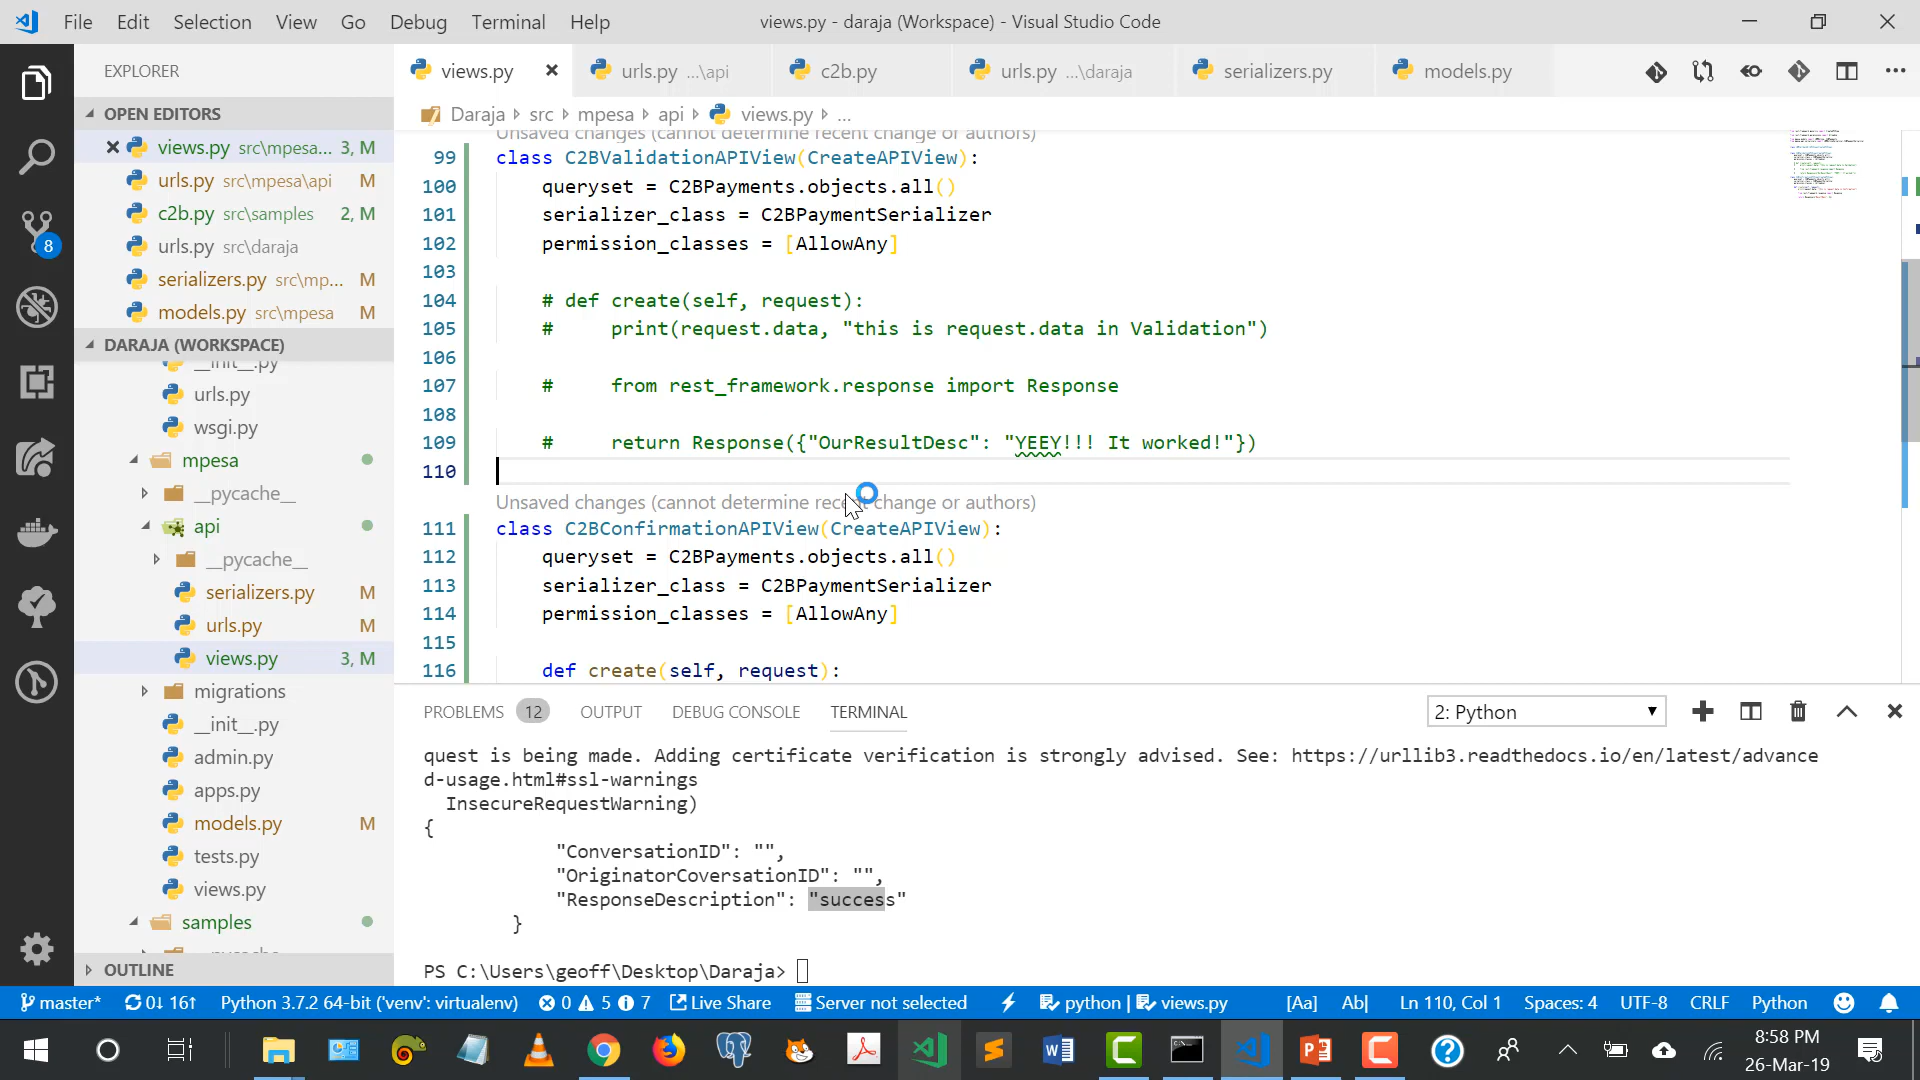 File Edit Selection View Go Debug Terminal Help
views.py - daraja (Workspace) - Visual Studio Code
EXPLORER
views.py
urls.py ...\api
c2b.py
urls.py ...\daraja
serializers.py
models.py
OPEN EDITORS
views.py src\mpesa... 3, M
urls.py src\mpesa\api M
c2b.py src\samples 2, M
urls.py src\daraja
serializers.py src\mp... M
models.py src\mpesa M
DARAJA (WORKSPACE)
__init__.py
urls.py
wsgi.py
mpesa
__pycache__
api
__pycache__
serializers.py M
urls.py M
views.py 3, M
migrations
__init__.py
admin.py
apps.py
models.py M
tests.py
views.py
samples
__pycache__
OUTLINE
8
Daraja src mpesa api views.py ...
Unsaved changes (cannot determine recent change or authors)
99 class C2BValidationAPIView(CreateAPIView):
100 queryset = C2BPayments.objects.all()
101 serializer_class = C2BPaymentSerializer
102 permission_classes = [AllowAny]
103
104 # def create(self, request):
105 # print(request.data, "this is request.data in Validation")
106
107 # from rest_framework.response import Response
108
109 # return Response({"OurResultDesc": "YEEY!!! It worked!"})
110
Unsaved changes (cannot determine recent change or authors)
111 class C2BConfirmationAPIView(CreateAPIView):
112 queryset = C2BPayments.objects.all()
113 serializer_class = C2BPaymentSerializer
114 permission_classes = [AllowAny]
115
116 def create(self, request):
PROBLEMS 12 OUTPUT DEBUG CONSOLE TERMINAL
2: Python
quest is being made. Adding certificate verification is strongly advised. See: https://urllib3.readthedocs.io/en/latest/advance
d-usage.html#ssl-warnings
InsecureRequestWarning)
{
"ConversationID": "",
"OriginatorCoversationID": "",
"ResponseDescription": "success"
}
PS C:\Users\geoff\Desktop\Daraja>
master* 0↓ 16↑ Python 3.7.2 64-bit ('venv': virtualenv) 0 5 7 Live Share Server not selected python | views.py [Aa] Ab| Ln 110, Col 1 Spaces: 4 UTF-8 CRLF Python
8:58 PM
26-Mar-19